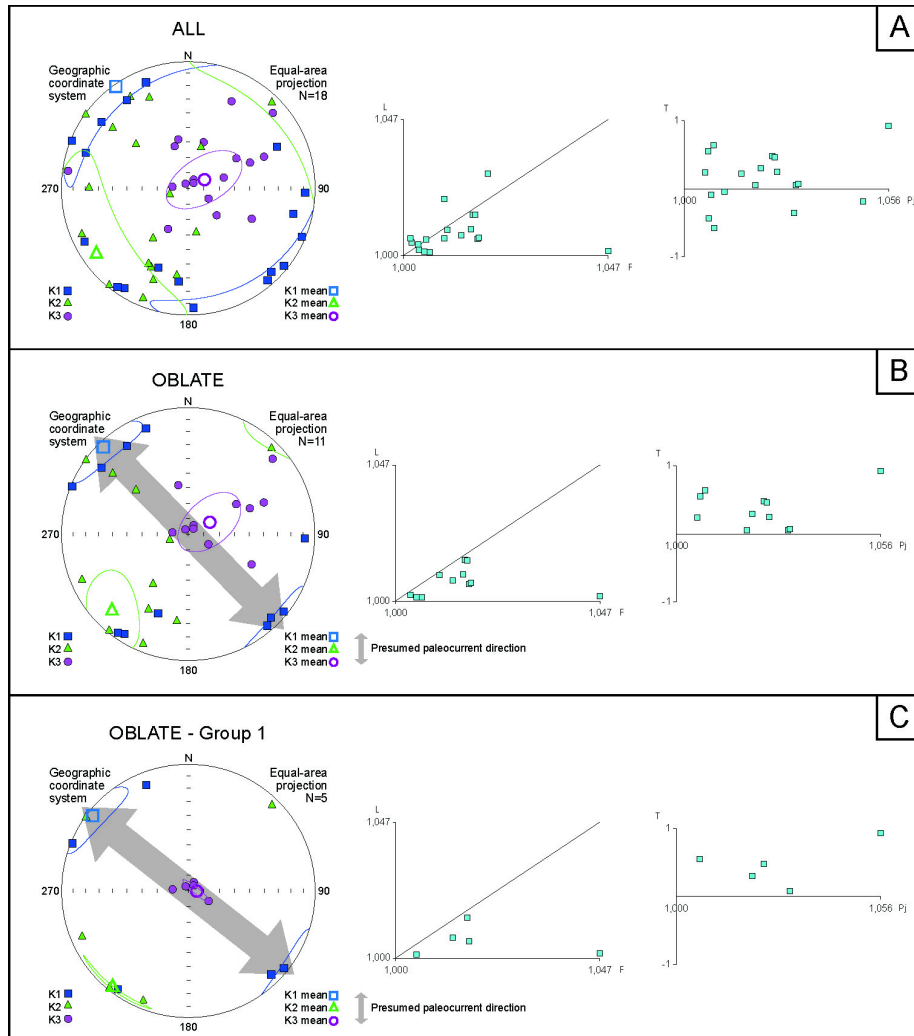 A
ALL
N
Geographic
coordinate
system
Equal-area
projection
N=18
270
90
K1
K2
K3
K1 mean
K2 mean
K3 mean
180
L
1,047
1,000
1,000
1,047
F
T
1
1,000
1,056
Pj
-1
B
OBLATE
N
Geographic
coordinate
system
Equal-area
projection
N=11
270
90
K1
K2
K3
K1 mean
K2 mean
K3 mean
Presumed paleocurrent direction
180
L
1,047
1,000
1,000
1,047
F
T
1
1,000
1,056
Pj
-1
C
OBLATE - Group 1
N
Geographic
coordinate
system
Equal-area
projection
N=5
270
90
K1
K2
K3
K1 mean
K2 mean
K3 mean
Presumed paleocurrent direction
180
L
1,047
1,000
1,000
1,047
F
T
1
1,000
1,056
Pj
-1